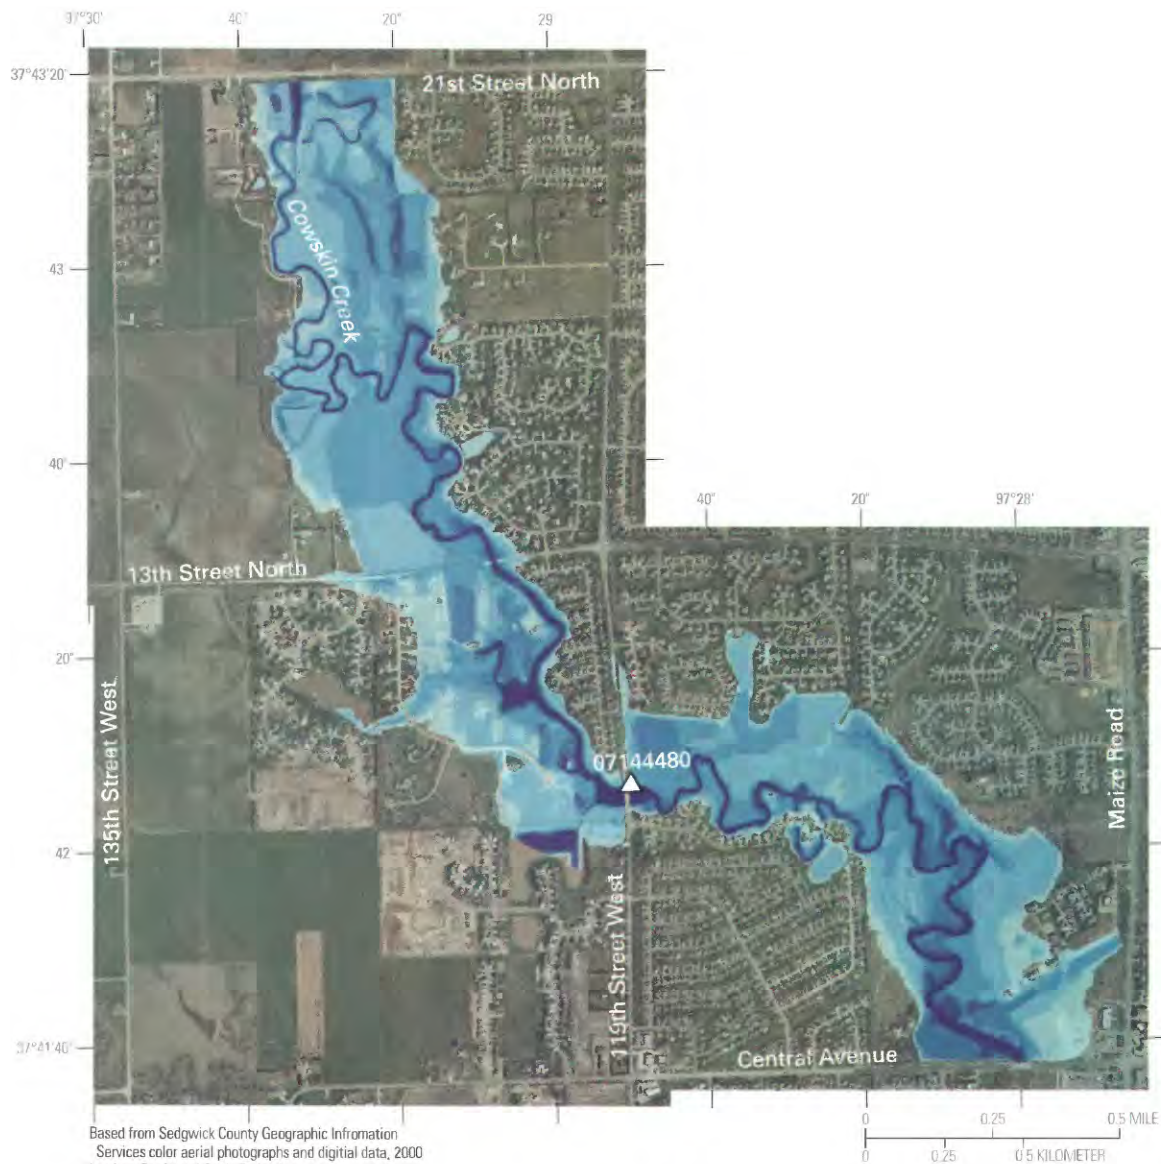 97°30'
40"
20"
29
37°43'20"
21st Street North
Cowskin Creek
43
40"
40"
20"
97°28'
13th Street North
20"
135th Street West
Maize Road
07144480
42
119th Street West
37°41'40"
Central Avenue
Based from Sedgwick County Geographic Infromation
Services color aerial photographs and digitial data, 2000
0 0.25 0.5 MILE
0 0.25 0.5 KILOMETER